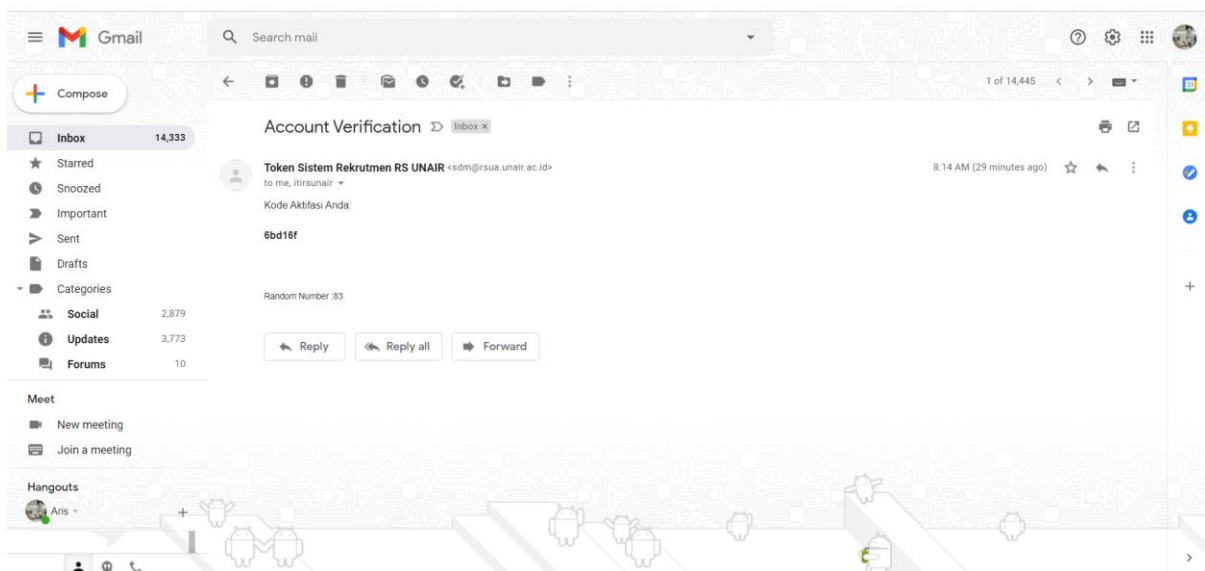 Gmail
Search mail
Compose
1 of 14,445
Inbox 14,333
Starred
Snoozed
Important
Sent
Drafts
Categories
Social 2,879
Updates 3,773
Forums 10
Meet
New meeting
Join a meeting
Hangouts
Aris
Account Verification Inbox ×
Token Sistem Rekrutmen RS UNAIR <sdm@rsua.unair.ac.id> 8:14 AM (29 minutes ago)
to me, itirsunair
Kode Aktifasi Anda:
6bd16f
Random Number :83
Reply Reply all Forward